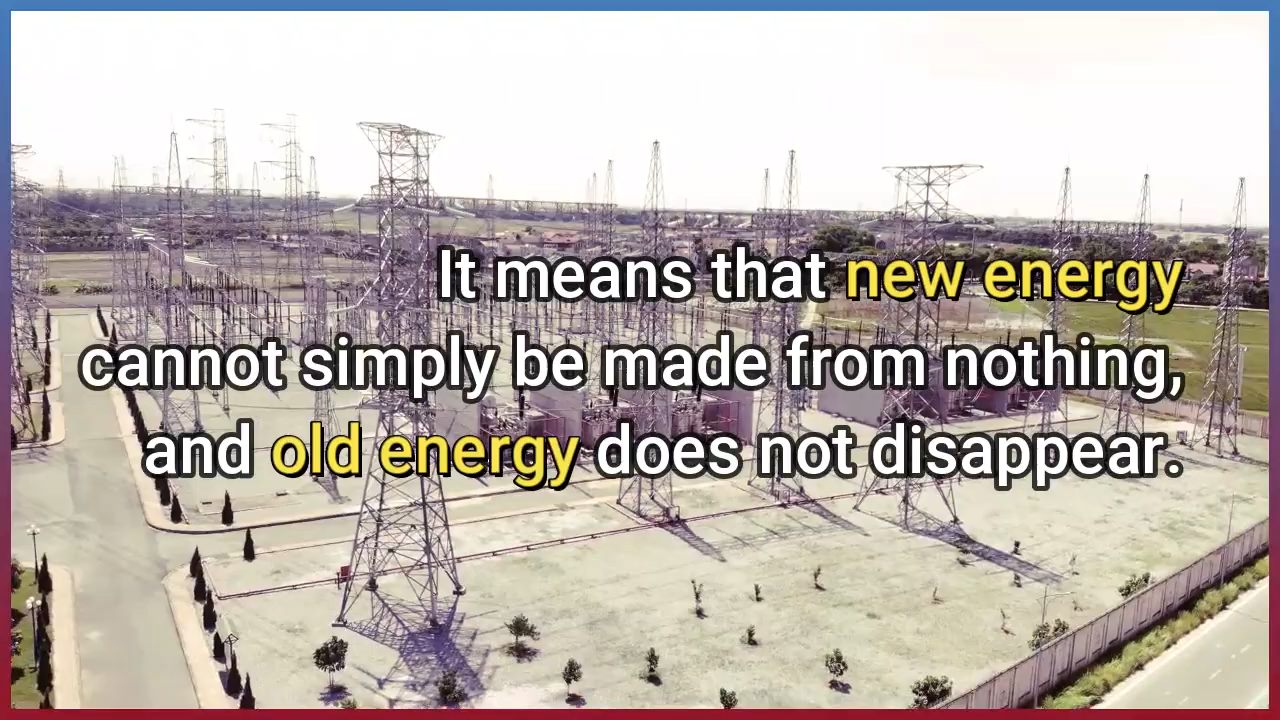 It means that new energy
cannot simply be made from nothing,
and old energy does not disappear.